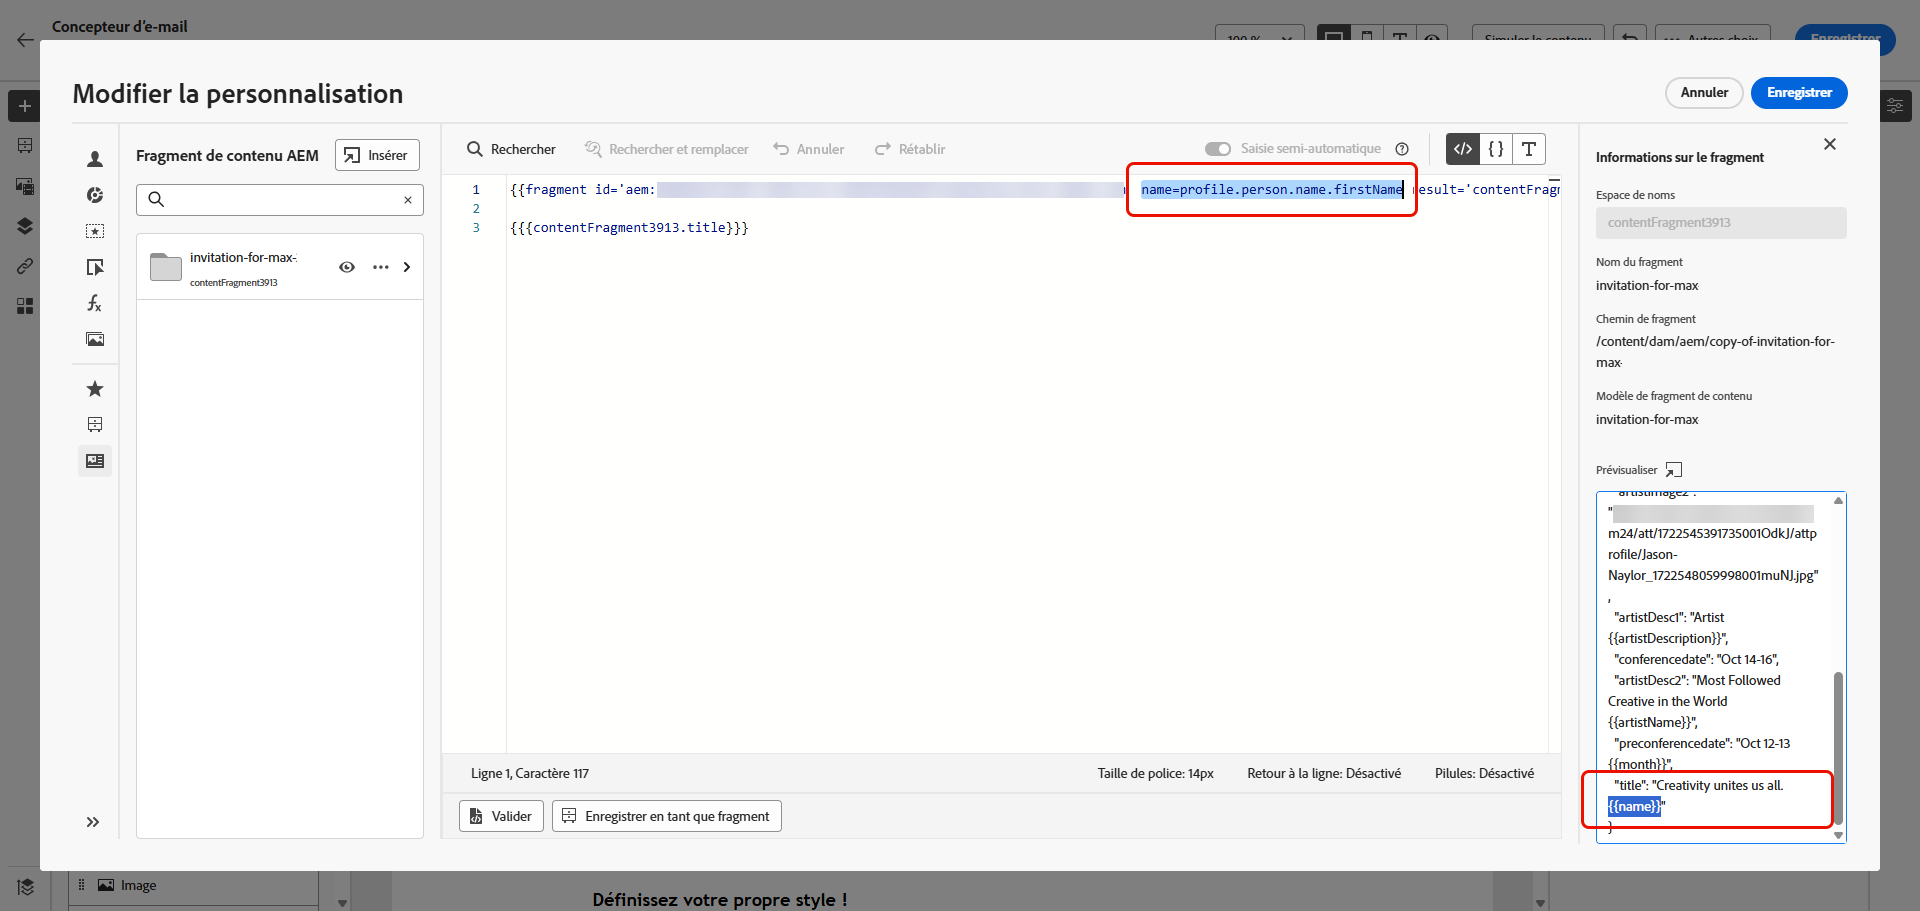 Concepteur d'e-mail
Enregistrer
Modifier la personnalisation
Annuler
Enregistrer
Fragment de contenu AEM
Insérer
Rechercher
Rechercher et remplacer
Annuler
Rétablir
Saisie semi-automatique
invitation-for-max-
contentFragment3913
1
{{fragment id='aem:
name=profile.person.name.firstName
result='contentFragm
2
3
{{{contentFragment3913.title}}}
Ligne 1, Caractère 117
Taille de police: 14px
Retour à la ligne: Désactivé
Pilules: Désactivé
Valider
Enregistrer en tant que fragment
Informations sur le fragment
Espace de noms
contentFragment3913
Nom du fragment
invitation-for-max
Chemin de fragment
/content/dam/aem/copy-of-invitation-for-
max
Modèle de fragment de contenu
invitation-for-max
Prévisualiser
"artistImage2":
"
m24/att/1722545391735001OdkJ/attp
rofile/Jason-
Naylor_1722548059998001muNJ.jpg"
,
"artistDesc1": "Artist
{{artistDescription}}",
"conferencedate": "Oct 14-16",
"artistDesc2": "Most Followed
Creative in the World
{{artistName}}",
"preconferencedate": "Oct 12-13
{{month}}",
"title": "Creativity unites us all.
{{name}}"
}
Image
Définissez votre propre style !